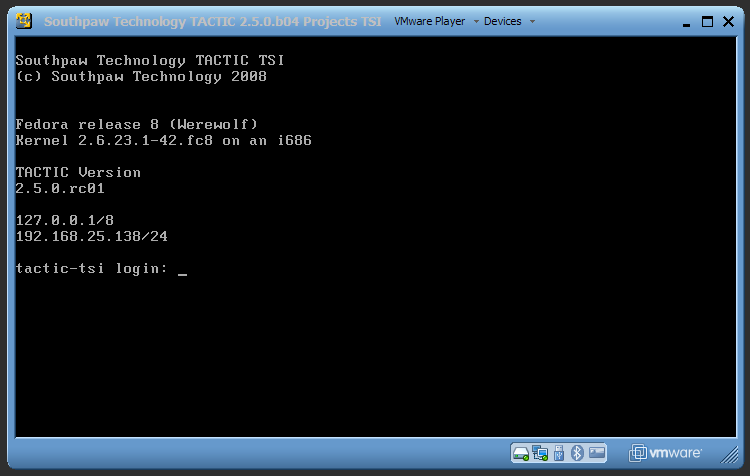 Southpaw Technology TACTIC 2.5.0.b04 Projects TSI VMware Player Devices
Southpaw Technology TACTIC TSI
(c) Southpaw Technology 2008
Fedora release 8 (Werewolf)
Kernel 2.6.23.1-42.fc8 on an i686
TACTIC Version
2.5.0.rc01
127.0.0.1/8
192.168.25.138/24
tactic-tsi login: _
vmware